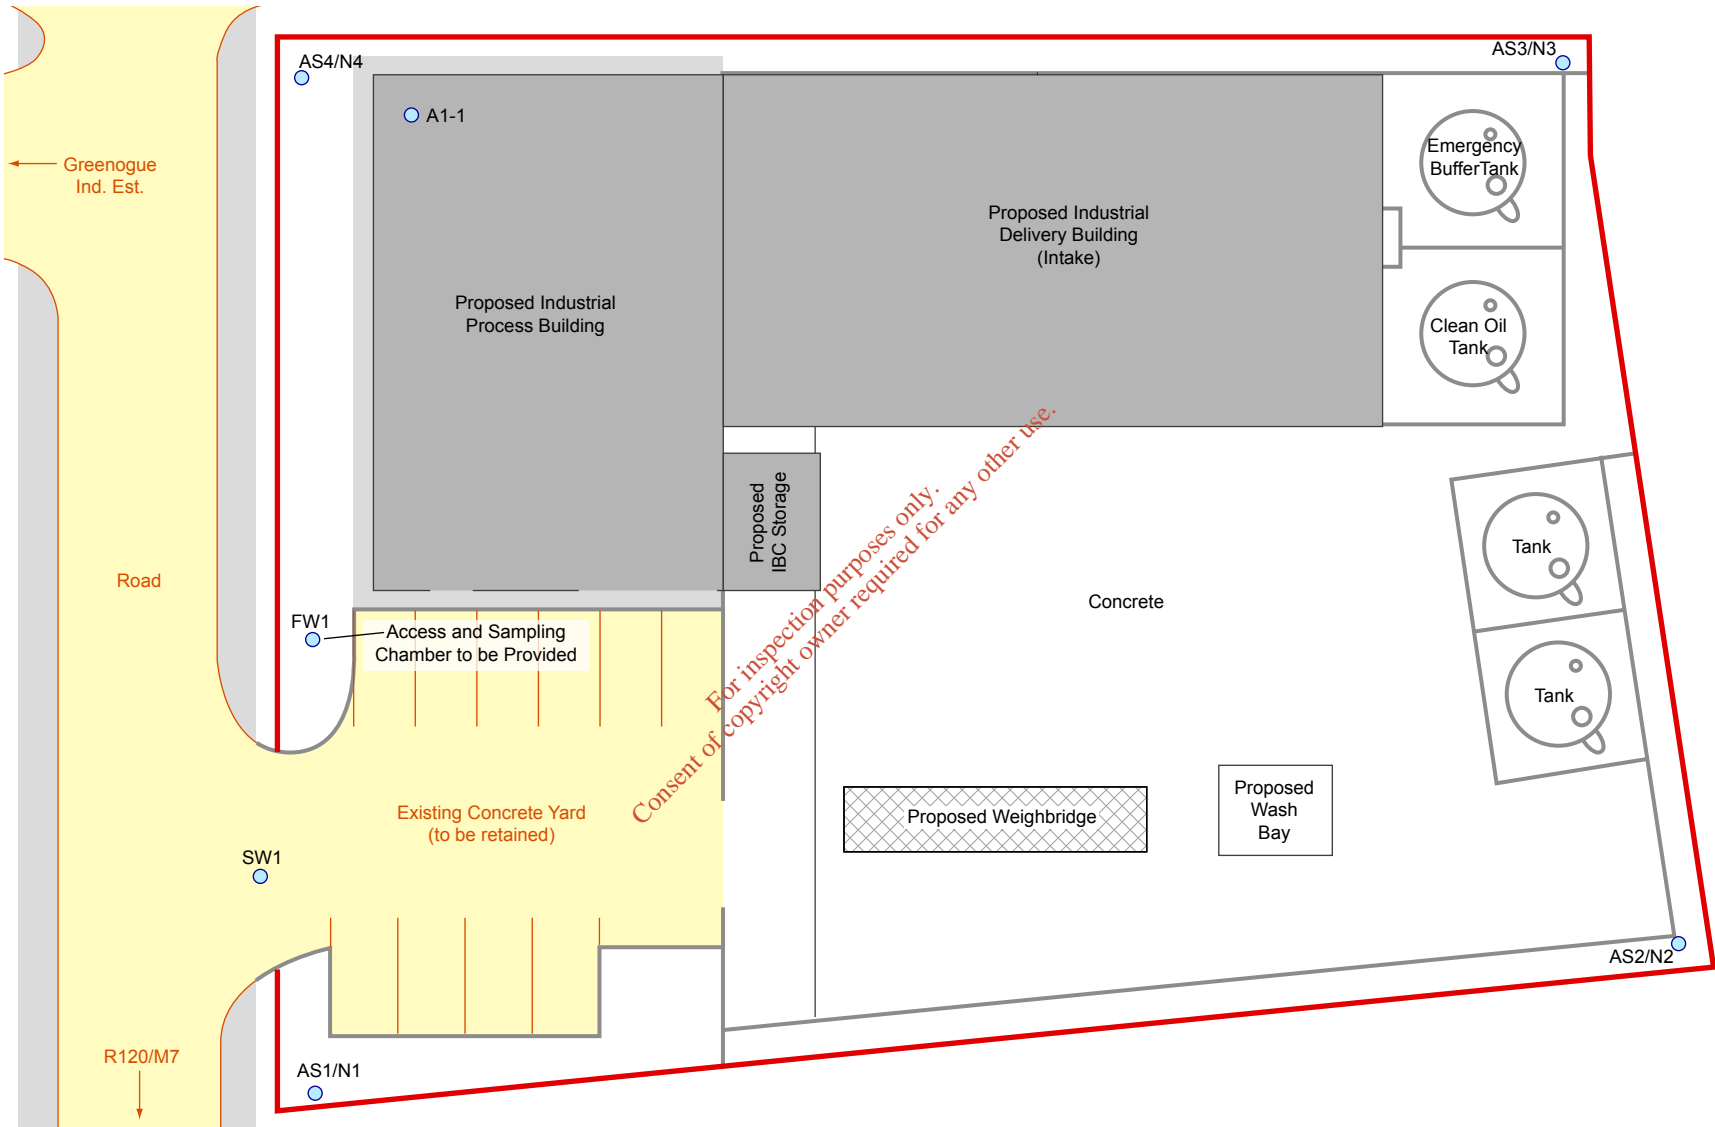 AS4/N4
AS3/N3
A1-1
Greenogue
Ind. Est.
Emergency
BufferTank
Proposed Industrial
Delivery Building
(Intake)
Proposed Industrial
Process Building
Clean Oil
Tank
Proposed
IBC Storage
For inspection purposes only.
Consent of copyright owner required for any other use.
Tank
Road
Concrete
FW1
Access and Sampling
Chamber to be Provided
Tank
Existing Concrete Yard
(to be retained)
Proposed Weighbridge
Proposed
Wash
Bay
SW1
AS2/N2
R120/M7
AS1/N1